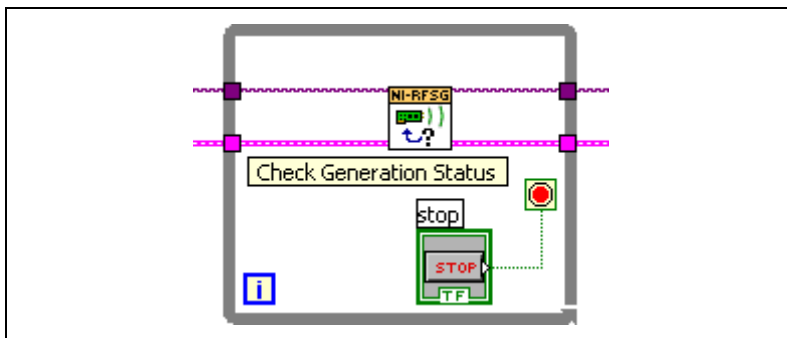 NI-RFSG
?
Check Generation Status
stop
STOP
TF
i